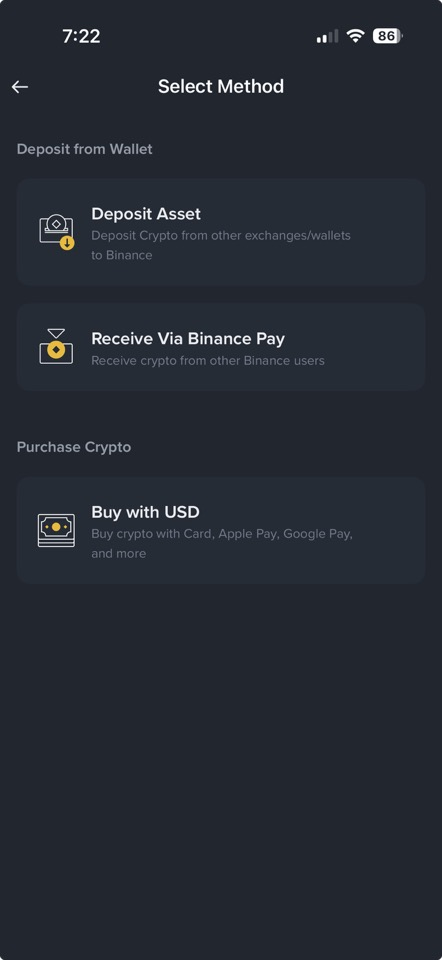 7:22
86
Select Method
Deposit from Wallet
Deposit Asset
Deposit Crypto from other exchanges/wallets
to Binance
Receive Via Binance Pay
Receive crypto from other Binance users
Purchase Crypto
Buy with USD
Buy crypto with Card, Apple Pay, Google Pay,
and more